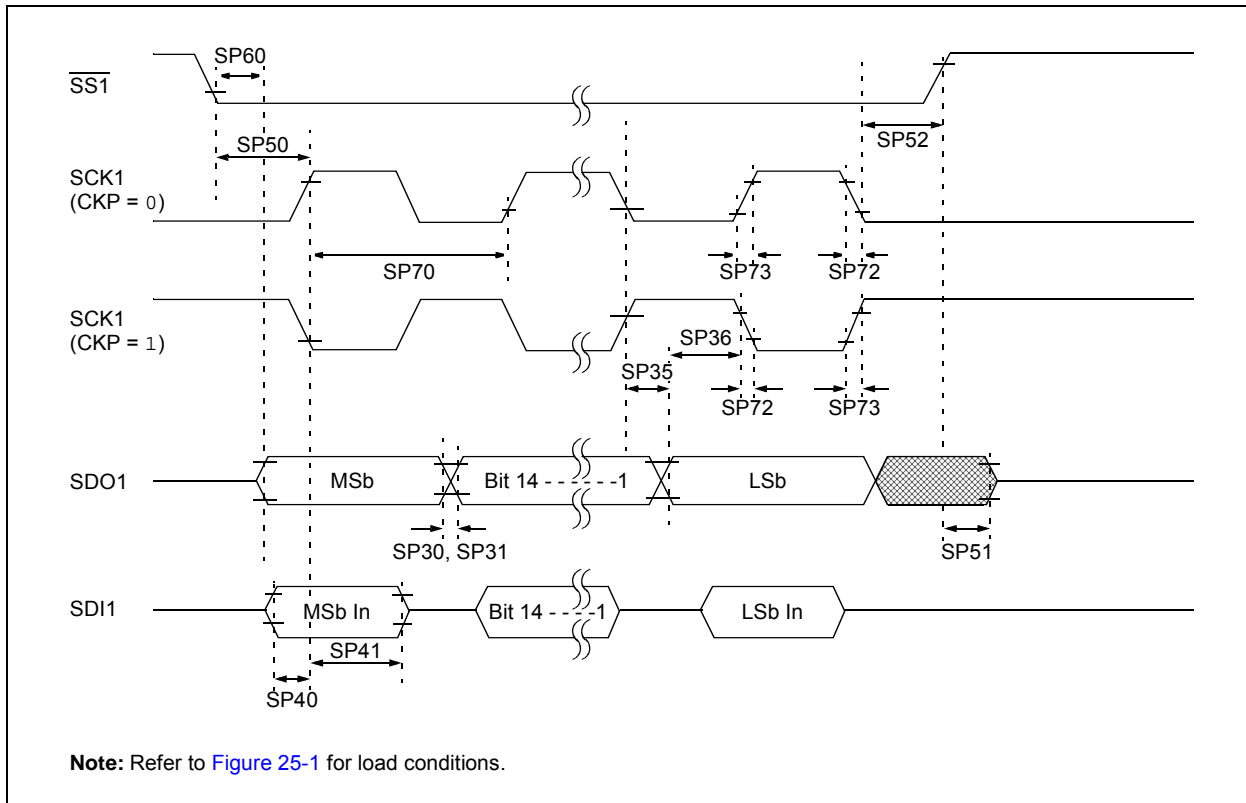 SP60
SS1
SP50
SP52
SCK1
(CKP = 0)
SP70
SP73
SP72
SCK1
(CKP = 1)
SP36
SP35
SP72
SP73
SDO1
MSb
Bit 14 - - - - - -1
LSb
SP30, SP31
SP51
SDI1
MSb In
Bit 14 - - - -1
LSb In
SP41
SP40
Note: Refer to Figure 25-1 for load conditions.